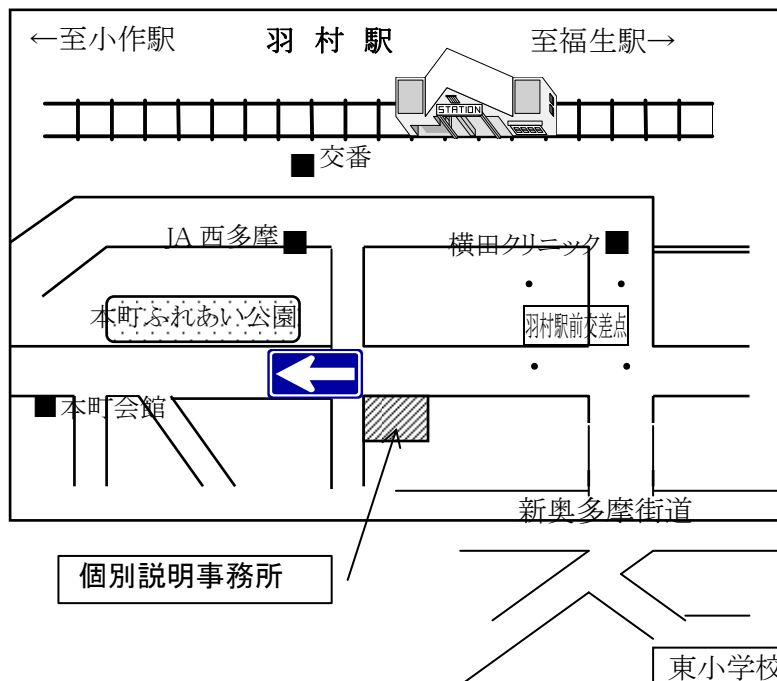 ←至小作駅
羽村駅
至福生駅→
STATION
交番
JA西多摩
横田クリニック
本町ふれあい公園
羽村駅前交差点
本町会館
新奥多摩街道
個別説明事務所
東小学校